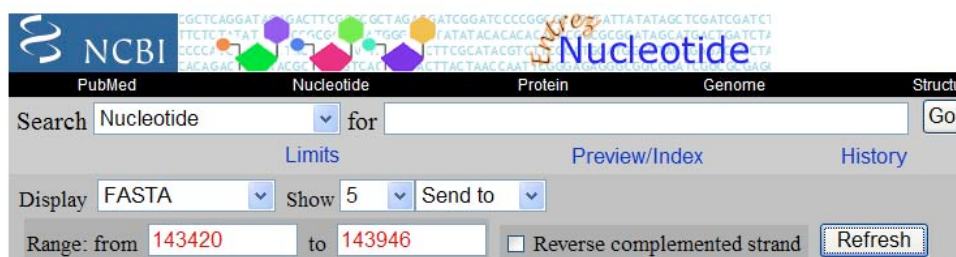 NCBI Entrez Nucleotide
PubMed Nucleotide Protein Genome
Search Nucleotide for Go
Limits Preview/Index History
Display FASTA Show 5 Send to
Range: from 143420 to 143946 Reverse complemented strand Refresh